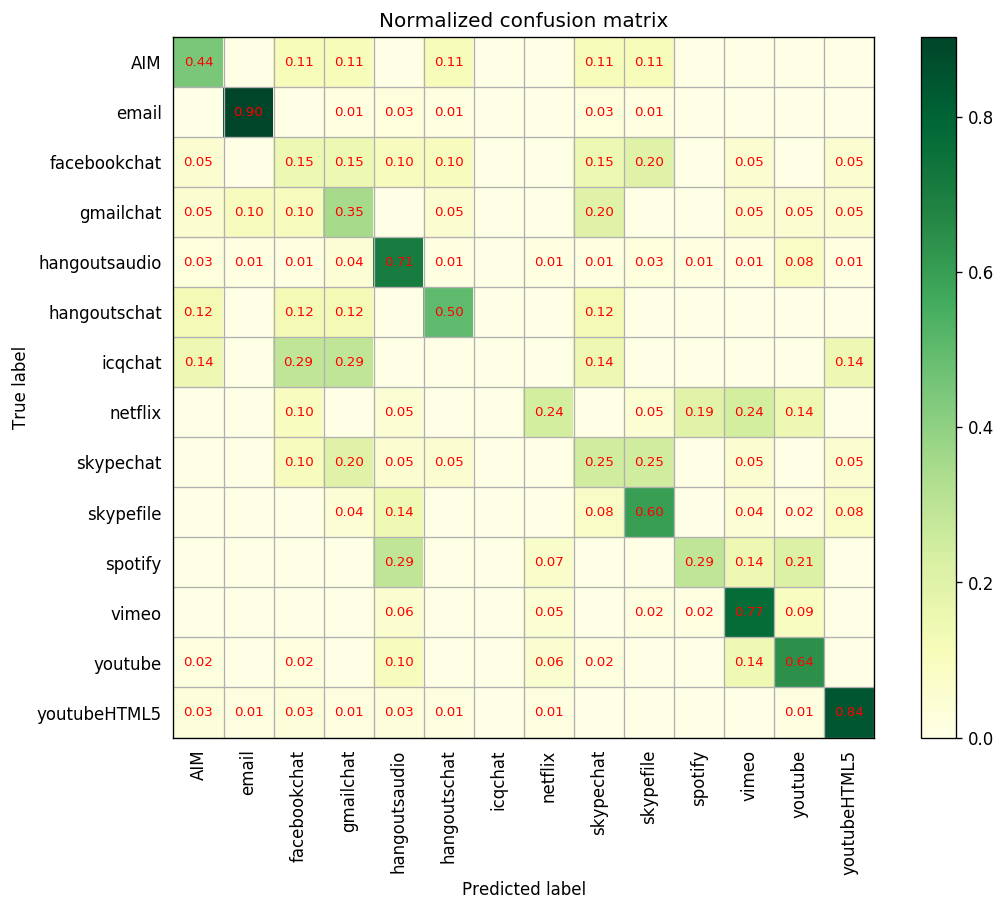 Normalized confusion matrix
AIM 0.44 0.11 0.11 0.11 0.11 0.11
email 0.90 0.01 0.03 0.01 0.03 0.01
facebookchat 0.05 0.15 0.15 0.10 0.10 0.15 0.20 0.05 0.05
gmailchat 0.05 0.10 0.10 0.35 0.05 0.20 0.05 0.05 0.05
hangoutsaudio 0.03 0.01 0.01 0.04 0.71 0.01 0.01 0.01 0.03 0.01 0.01 0.08 0.01
hangoutschat 0.12 0.12 0.12 0.50 0.12
icqchat 0.14 0.29 0.29 0.14 0.14
netflix 0.10 0.05 0.24 0.05 0.19 0.24 0.14
skypechat 0.10 0.20 0.05 0.05 0.25 0.25 0.05 0.05
skypefile 0.04 0.14 0.08 0.60 0.04 0.02 0.08
spotify 0.29 0.07 0.29 0.14 0.21
vimeo 0.06 0.05 0.02 0.02 0.77 0.09
youtube 0.02 0.02 0.10 0.06 0.02 0.14 0.64
youtubeHTML5 0.03 0.01 0.03 0.01 0.03 0.01 0.01 0.01 0.84
True label
AIM
email
facebookchat
gmailchat
hangoutsaudio
hangoutschat
icqchat
netflix
skypechat
skypefile
spotify
vimeo
youtube
youtubeHTML5
Predicted label
0.8
0.6
0.4
0.2
0.0